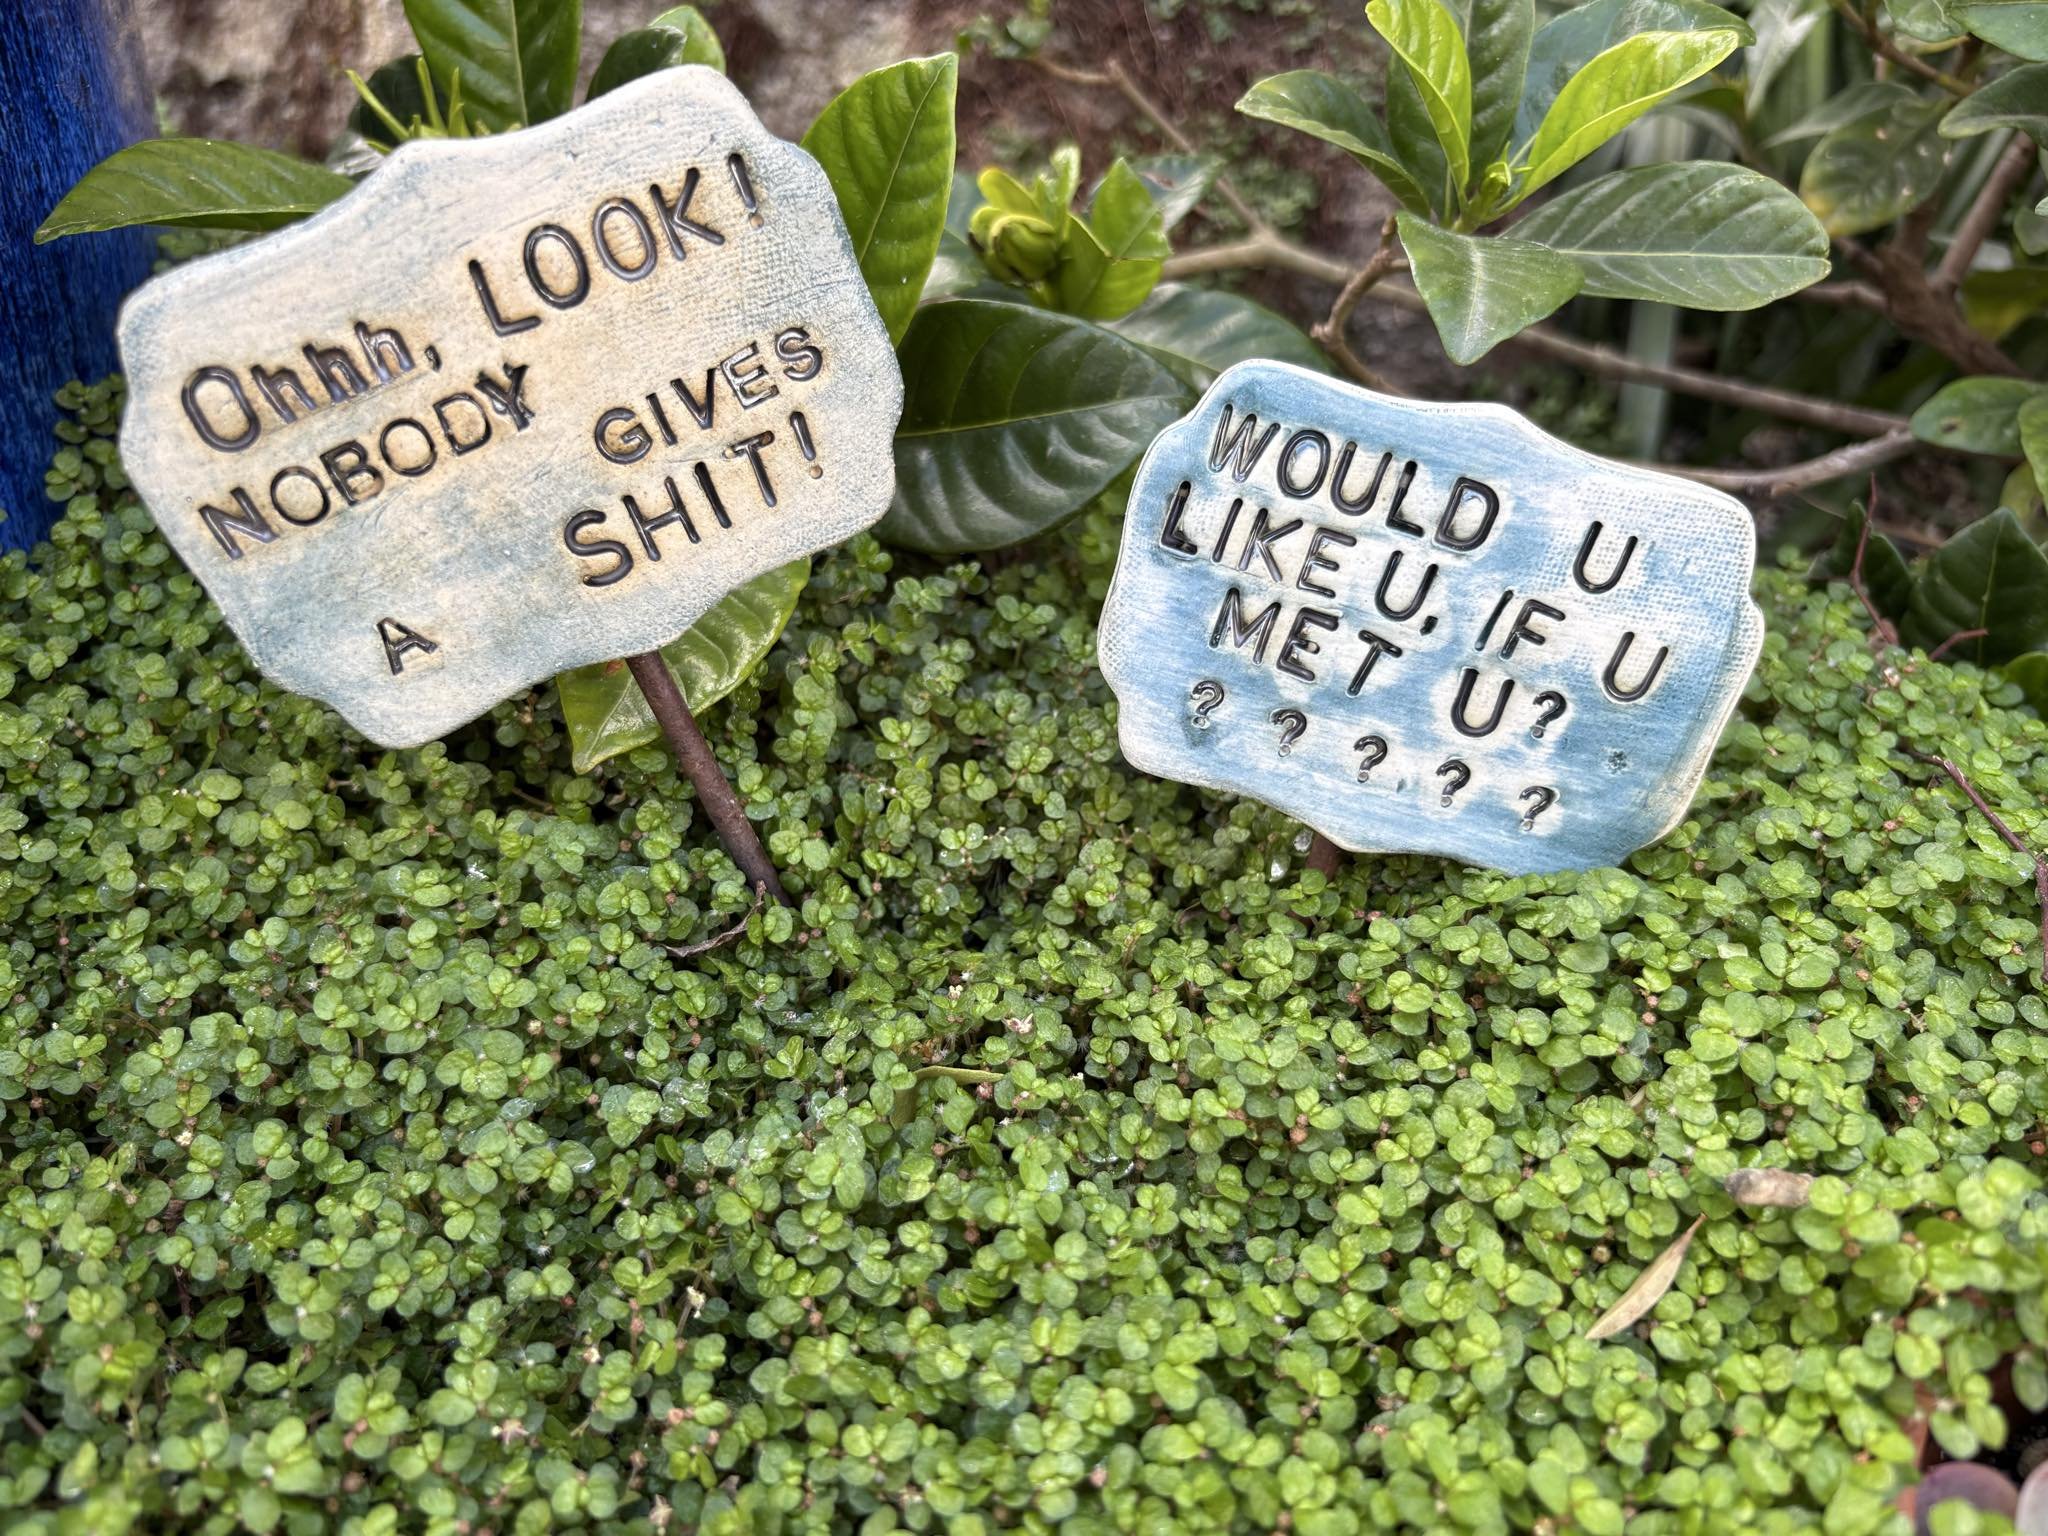 Ohhh, LOOK!
NOBODY GIVES
A SHIT!
WOULD U
LIKE U, IF U
MET U?
? ? ? ? ?